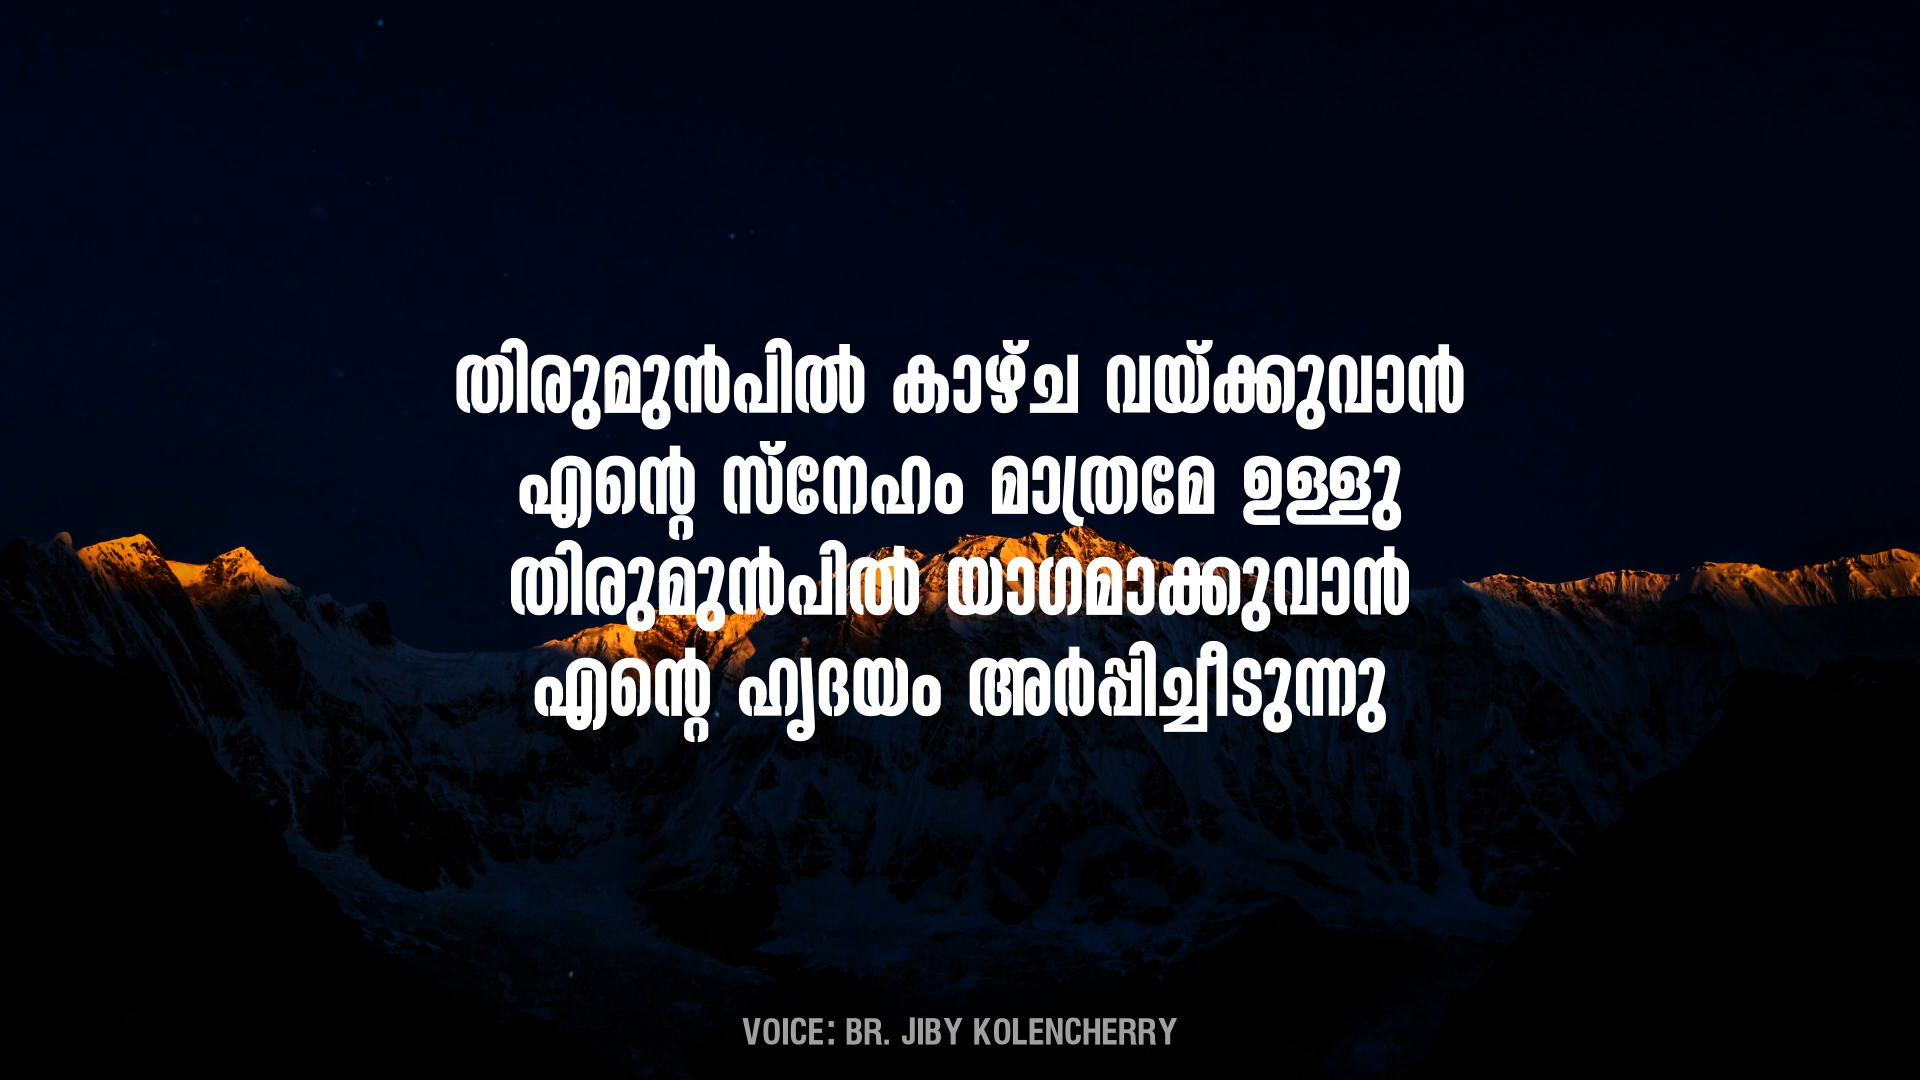 തിരുമുൻപിൽ കാഴ്ച വയ്ക്കുവാൻ
എന്റെ സ്നേഹം മാത്രമേ ഉള്ളു
തിരുമുൻപിൽ യാഗമാക്കുവാൻ
എന്റെ ഹൃദയം അർപ്പിച്ചീടുന്നു
VOICE: BR. JIBY KOLENCHERRY